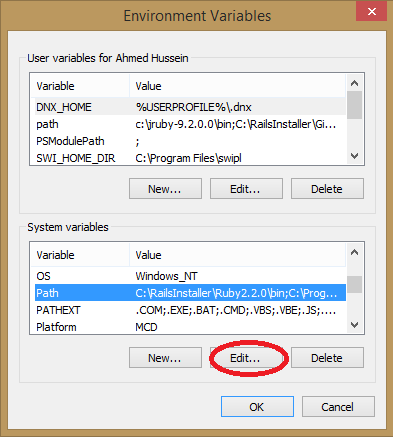 Environment Variables
User variables for Ahmed Hussein
Variable Value
DNX_HOME %USERPROFILE%\.dnx
path c:\jruby-9.2.0.0\bin;C:\RailsInstaller\Gi...
PSModulePath ;
SWI_HOME_DIR C:\Program Files\swipl
New... Edit... Delete
System variables
Variable Value
OS Windows_NT
Path C:\RailsInstaller\Ruby2.2.0\bin;C:\Prog...
PATHEXT .COM;.EXE;.BAT;.CMD;.VBS;.VBE;.JS;....
Platform MCD
New... Edit... Delete
OK Cancel